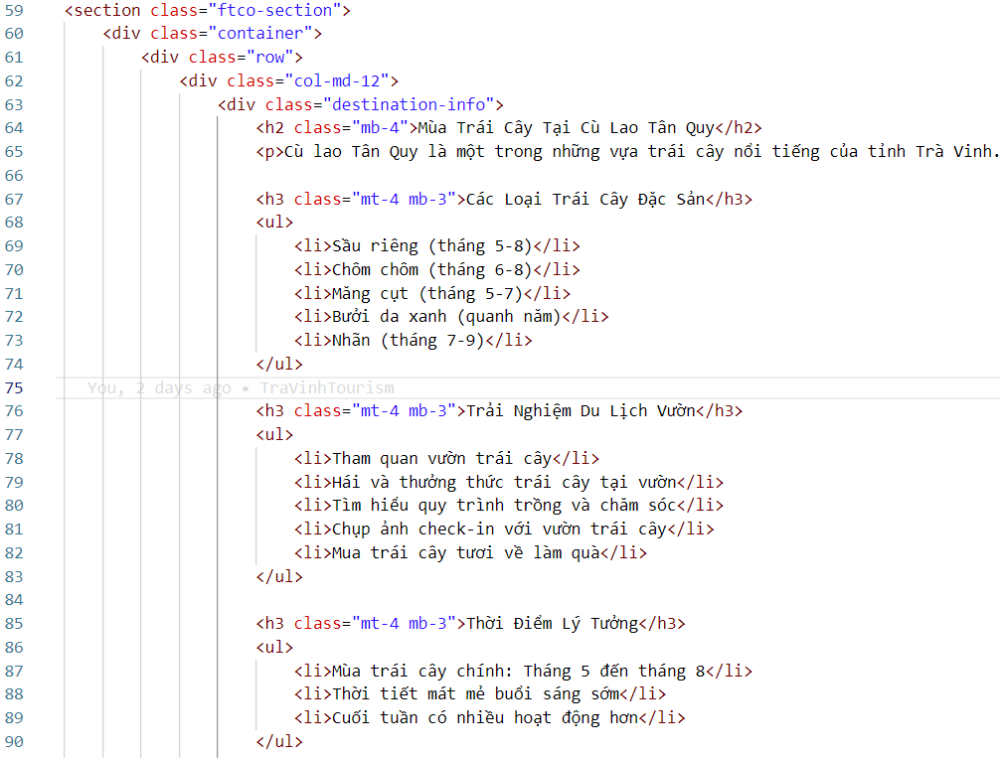 59 <section class="ftco-section">
60 <div class="container">
61 <div class="row">
62 <div class="col-md-12">
63 <div class="destination-info">
64 <h2 class="mb-4">Mùa Trái Cây Tại Cù Lao Tân Quy</h2>
65 <p>Cù lao Tân Quy là một trong những vựa trái cây nổi tiếng của tỉnh Trà Vinh.
66
67 <h3 class="mt-4 mb-3">Các Loại Trái Cây Đặc Sản</h3>
68 <ul>
69 <li>Sầu riêng (tháng 5-8)</li>
70 <li>Chôm chôm (tháng 6-8)</li>
71 <li>Măng cụt (tháng 5-7)</li>
72 <li>Bưởi da xanh (quanh năm)</li>
73 <li>Nhãn (tháng 7-9)</li>
74 </ul>
75 You, 2 days ago • TraVinhTourism
76 <h3 class="mt-4 mb-3">Trải Nghiệm Du Lịch Vườn</h3>
77 <ul>
78 <li>Tham quan vườn trái cây</li>
79 <li>Hái và thưởng thức trái cây tại vườn</li>
80 <li>Tìm hiểu quy trình trồng và chăm sóc</li>
81 <li>Chụp ảnh check-in với vườn trái cây</li>
82 <li>Mua trái cây tươi về làm quà</li>
83 </ul>
84
85 <h3 class="mt-4 mb-3">Thời Điểm Lý Tưởng</h3>
86 <ul>
87 <li>Mùa trái cây chính: Tháng 5 đến tháng 8</li>
88 <li>Thời tiết mát mẻ buổi sáng sớm</li>
89 <li>Cuối tuần có nhiều hoạt động hơn</li>
90 </ul>